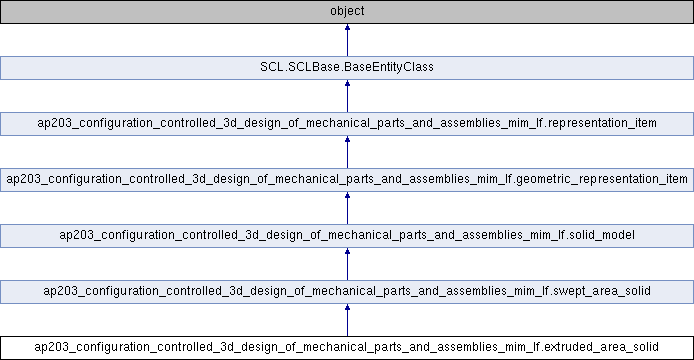 object
SCL.SCLBase.BaseEntityClass
ap203_configuration_controlled_3d_design_of_mechanical_parts_and_assemblies_mim_lf.representation_item
ap203_configuration_controlled_3d_design_of_mechanical_parts_and_assemblies_mim_lf.geometric_representation_item
ap203_configuration_controlled_3d_design_of_mechanical_parts_and_assemblies_mim_lf.solid_model
ap203_configuration_controlled_3d_design_of_mechanical_parts_and_assemblies_mim_lf.swept_area_solid
ap203_configuration_controlled_3d_design_of_mechanical_parts_and_assemblies_mim_lf.extruded_area_solid